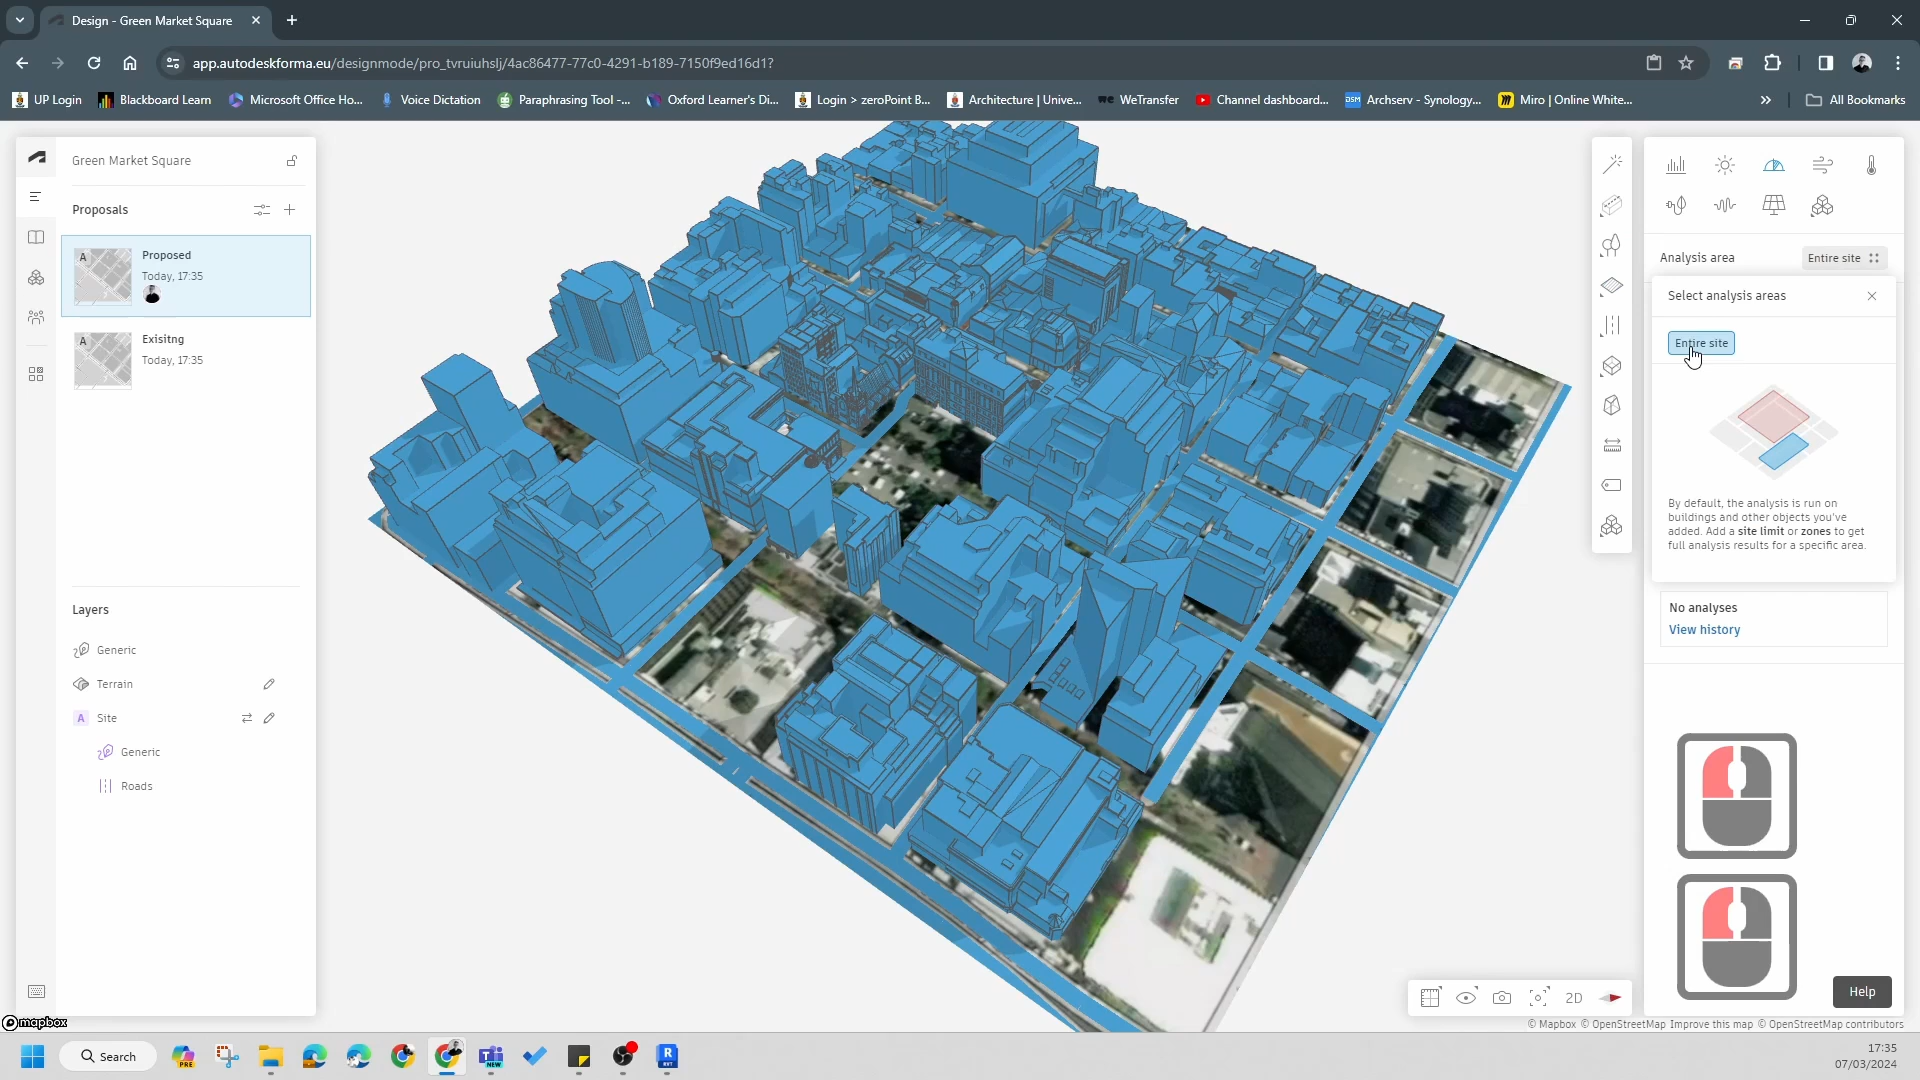 Design - Green Market Square
app.autodeskforma.eu/designmode/pro_tvruiuhslj/4ac86477-77c0-4291-b189-7150f9ed16d1?
UP Login
Blackboard Learn
Microsoft Office Ho...
Voice Dictation
Paraphrasing Tool -...
Oxford Learner's Di...
Login > zeroPoint B...
Architecture | Unive...
WeTransfer
Channel dashboard...
DSM
Archserv - Synology...
Miro | Online White...
»
All Bookmarks
Green Market Square
Proposals
A
Proposed
Today, 17:35
A
Exisitng
Today, 17:35
Layers
Generic
Terrain
A Site
Generic
Roads
Analysis area
Entire site
Select analysis areas
Entire site
By default, the analysis is run on
buildings and other objects you've
added. Add a site limit or zones to get
full analysis results for a specific area.
No analyses
View history
2D
Help
mapbox
© Mapbox © OpenStreetMap Improve this map © OpenStreetMap contributors
Search
PRE
NEW
R
RVT
17:35
07/03/2024